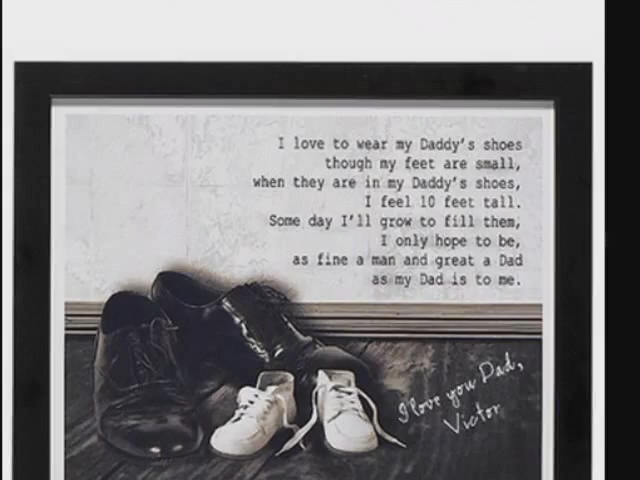 I love to wear my Daddy's shoes
though my feet are small,
when they are in my Daddy's shoes,
I feel 10 feet tall.
Some day I'll grow to fill them,
I only hope to be,
as fine a man and great a Dad
as my Dad is to me.
I love you Dad,
Victor